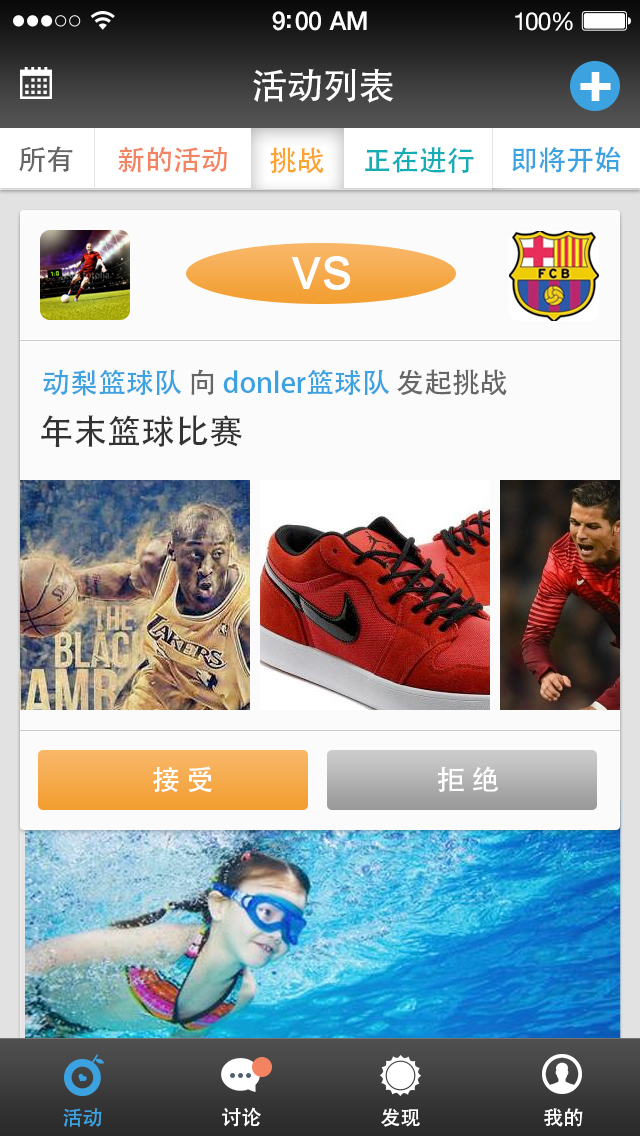 9:00 AM 100%
活动列表
所有 新的活动 挑战 正在进行 即将开始
VS
FCB
动梨篮球队 向 donler篮球队 发起挑战
年末篮球比赛
THE
BLAC
AMB
LAKERS
接 受 拒 绝
活动 讨论 发现 我的